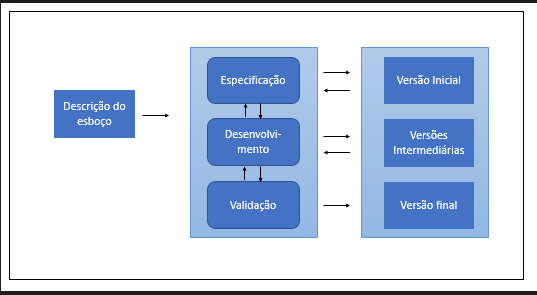 Descrição do
esboço
Especificação
Desenvolvi-
mento
Validação
Versão Inicial
Versões
Intermediárias
Versão final